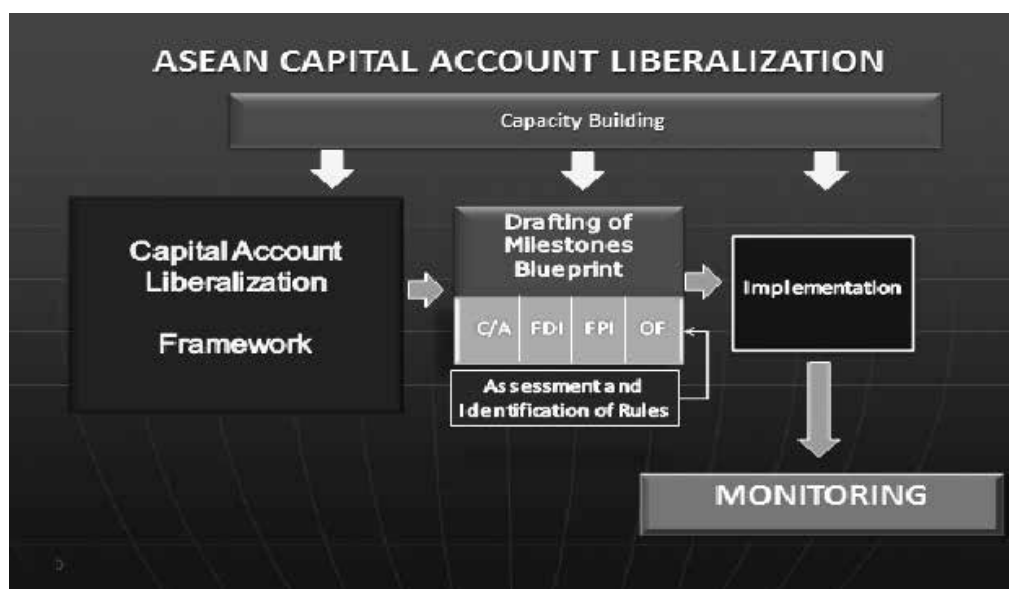 ASEAN CAPITAL ACCOUNT LIBERALIZATION
Capacity Building
Capital Account
Liberalization
Framework
Drafting of
Milestones
Blueprint
C/A FDI FPI OF
Assessment and
Identification of Rules
Implementation
MONITORING